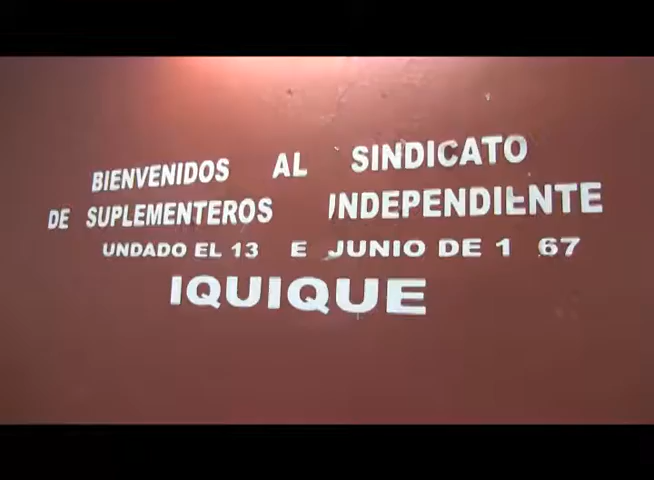 BIENVENIDOS AL SINDICATO
DE SUPLEMENTEROS INDEPENDIENTE
UNDADO EL 13 E JUNIO DE 1 67
IQUIQUE